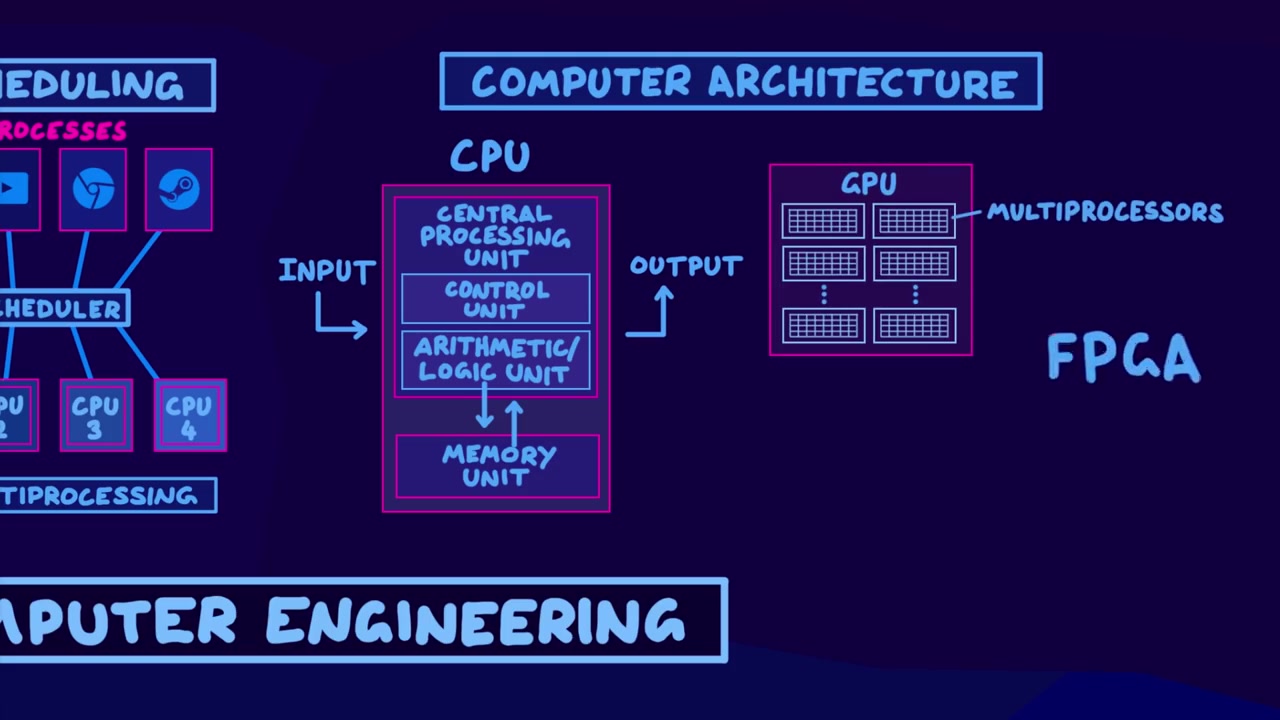 HEDULING
ROCESSES
HEDULER
PU
2
CPU
3
CPU
4
TIPROCESSING
COMPUTER ARCHITECTURE
CPU
CENTRAL
PROCESSING
UNIT
CONTROL
UNIT
ARITHMETIC/
LOGIC UNIT
MEMORY
UNIT
INPUT
OUTPUT
GPU
MULTIPROCESSORS
FPGA
MPUTER ENGINEERING